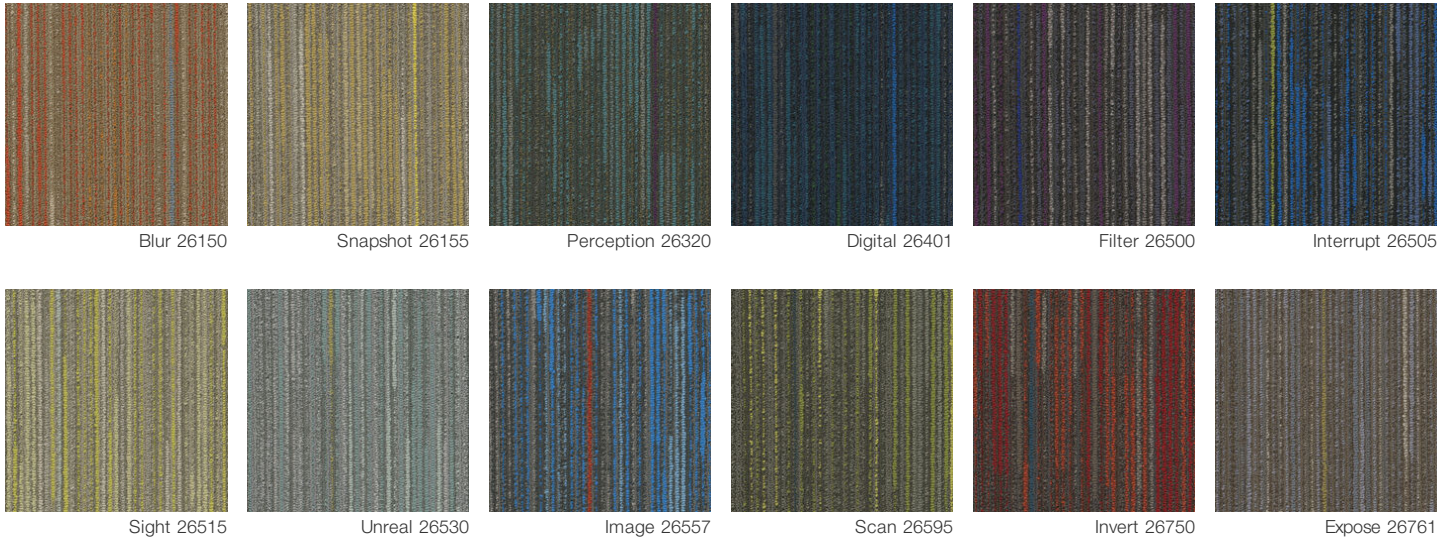 Blur 26150
Snapshot 26155
Perception 26320
Digital 26401
Filter 26500
Interrupt 26505
Sight 26515
Unreal 26530
Image 26557
Scan 26595
Invert 26750
Expose 26761